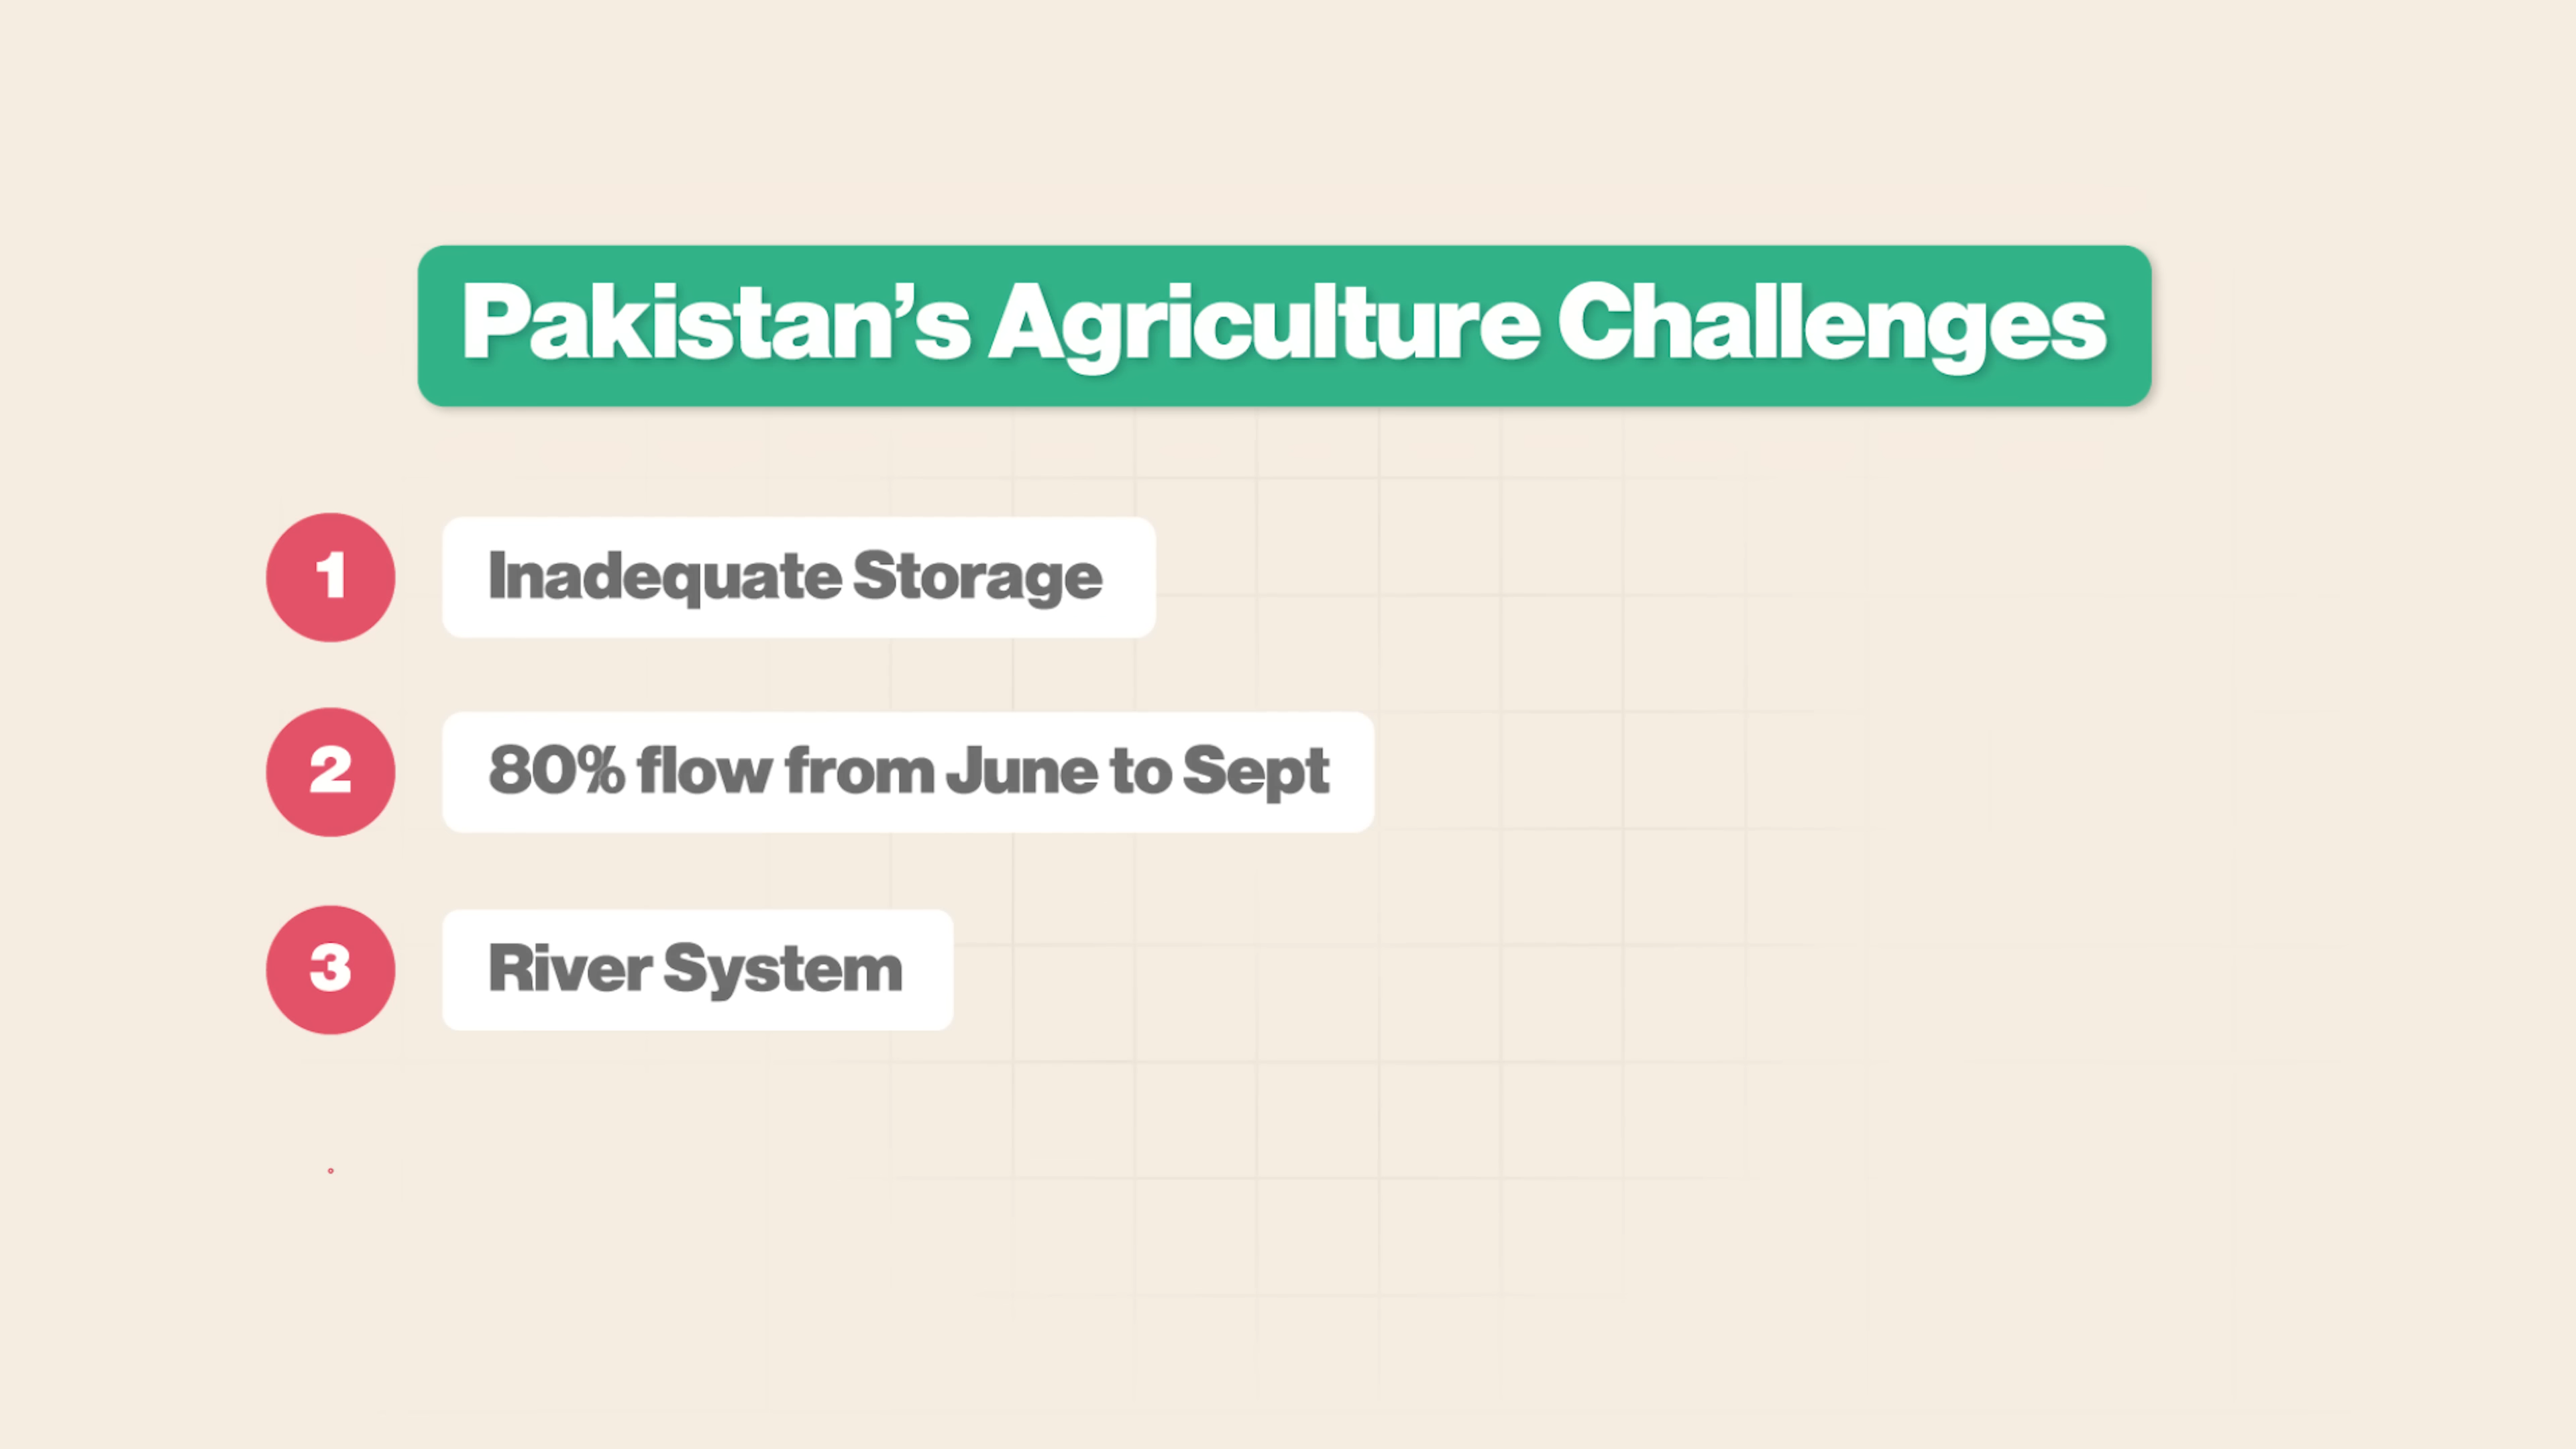 Pakistan’s Agriculture Challenges
1 Inadequate Storage
2 80% flow from June to Sept
3 River System